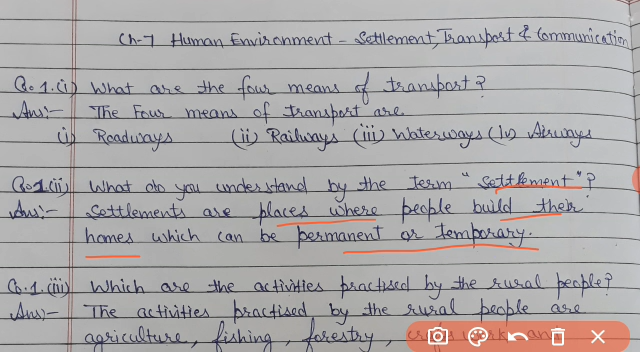 Ch-7 Human Environment - Settlement, Transport & Communication
Q.1.(i) What are the four means of transport?
Ans:- The Four means of transport are
(i) Roadways (ii) Railways (iii) Waterways (iv) Airways
Q.1(ii) What do you understand by the term "Settlement"?
Ans:- Settlements are places where people build their
homes which can be permanent or temporary.
Q.1.(iii) Which are the activities practised by the rural people?
Ans:- The activities practised by the rural people are
agriculture, fishing, forestry,